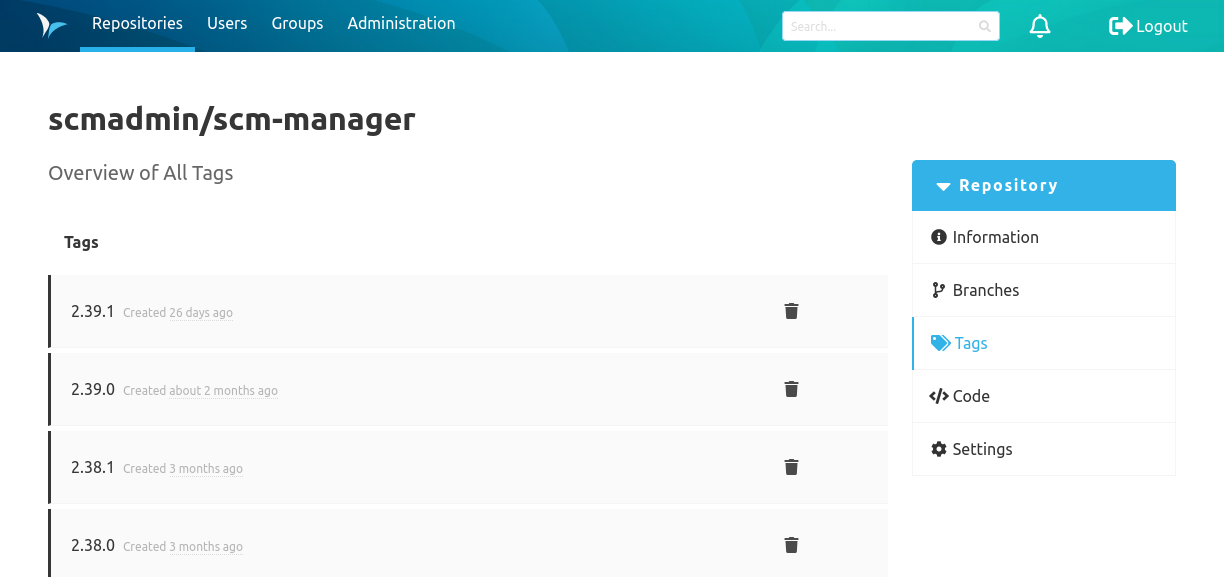 Repositories Users Groups Administration Search... Logout
scmadmin/scm-manager
Overview of All Tags
Tags
2.39.1 Created 26 days ago
2.39.0 Created about 2 months ago
2.38.1 Created 3 months ago
2.38.0 Created 3 months ago
Repository
Information
Branches
Tags
Code
Settings